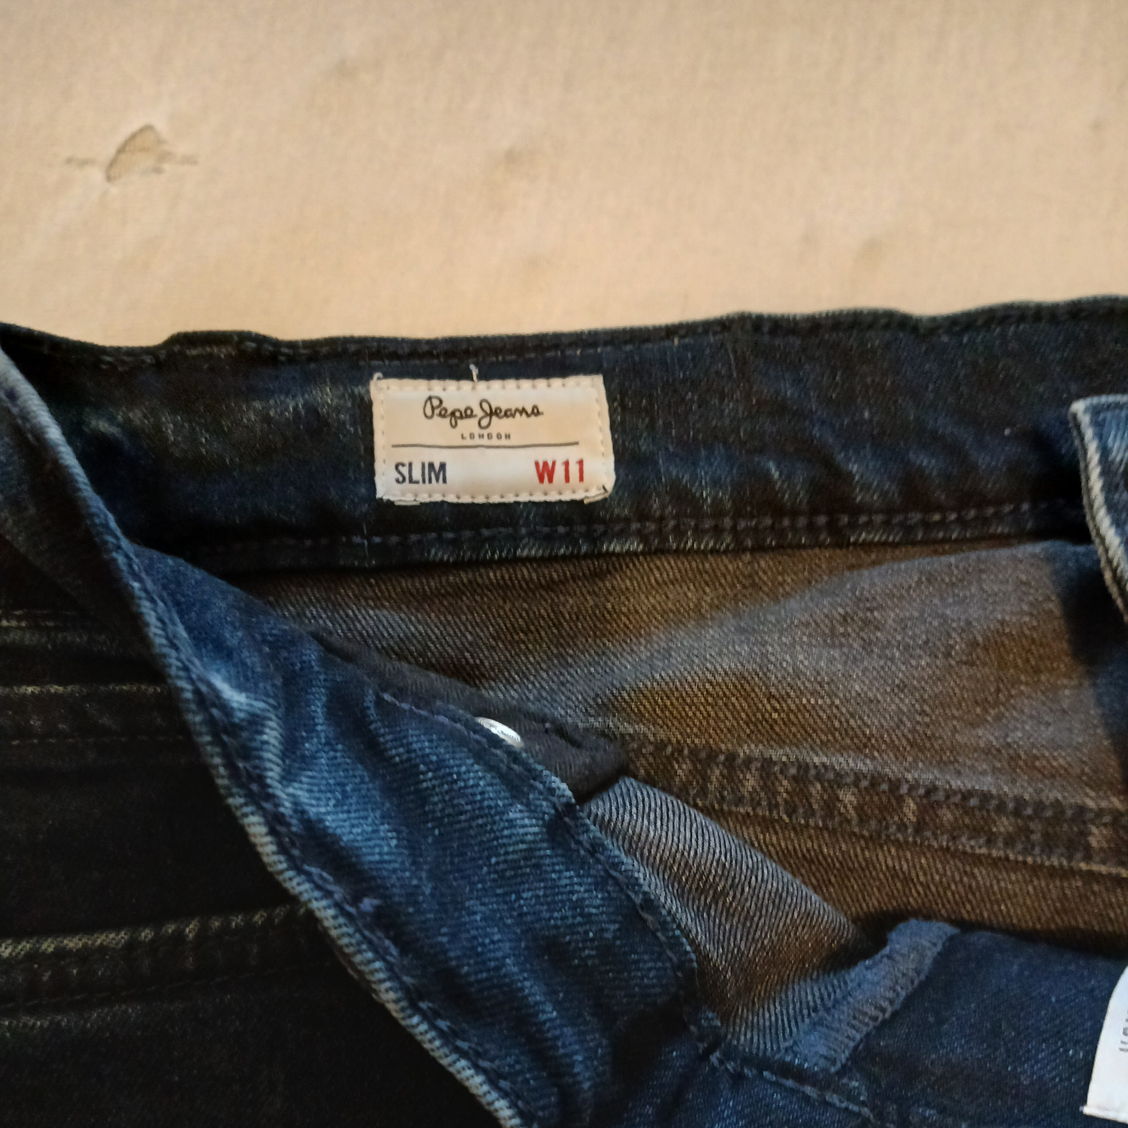 Pepe Jeans
LONDON
SLIM W11